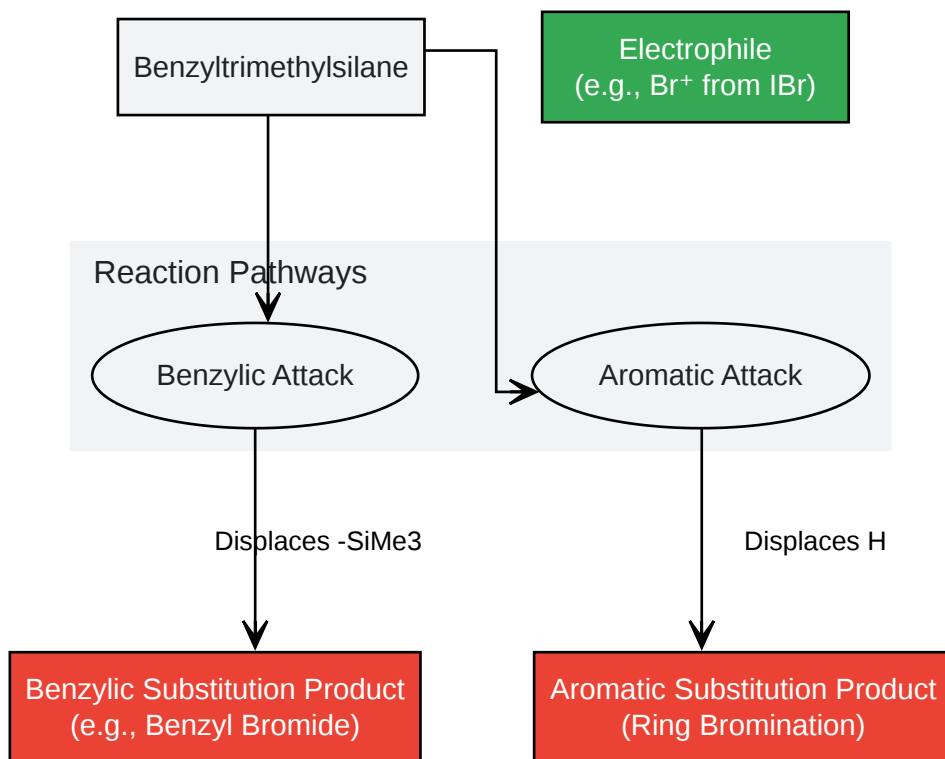 Benzyltrimethylsilane
Electrophile
(e.g., Br⁺ from IBr)
Reaction Pathways
Benzylic Attack
Aromatic Attack
Displaces -SiMe3
Displaces H
Benzylic Substitution Product
(e.g., Benzyl Bromide)
Aromatic Substitution Product
(Ring Bromination)